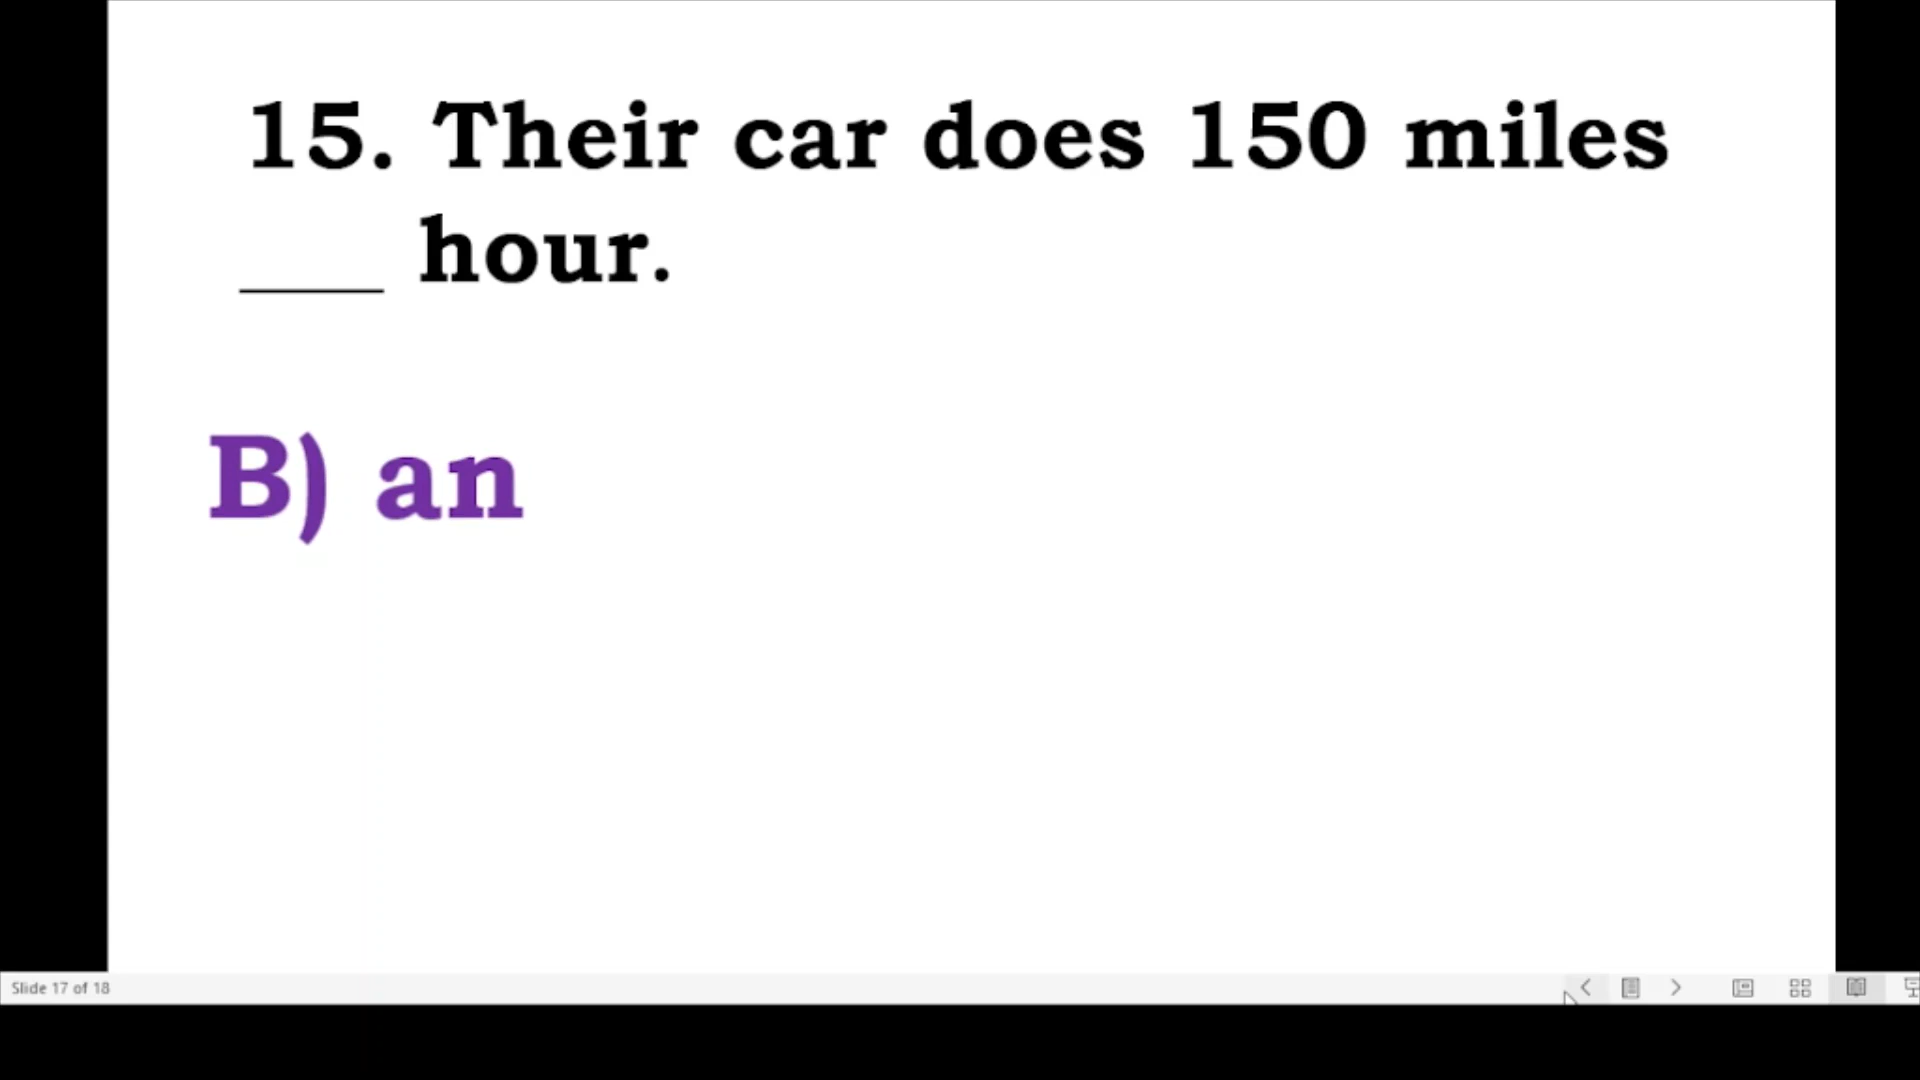 15. Their car does 150 miles
___ hour.
B) an
Slide 17 of 18